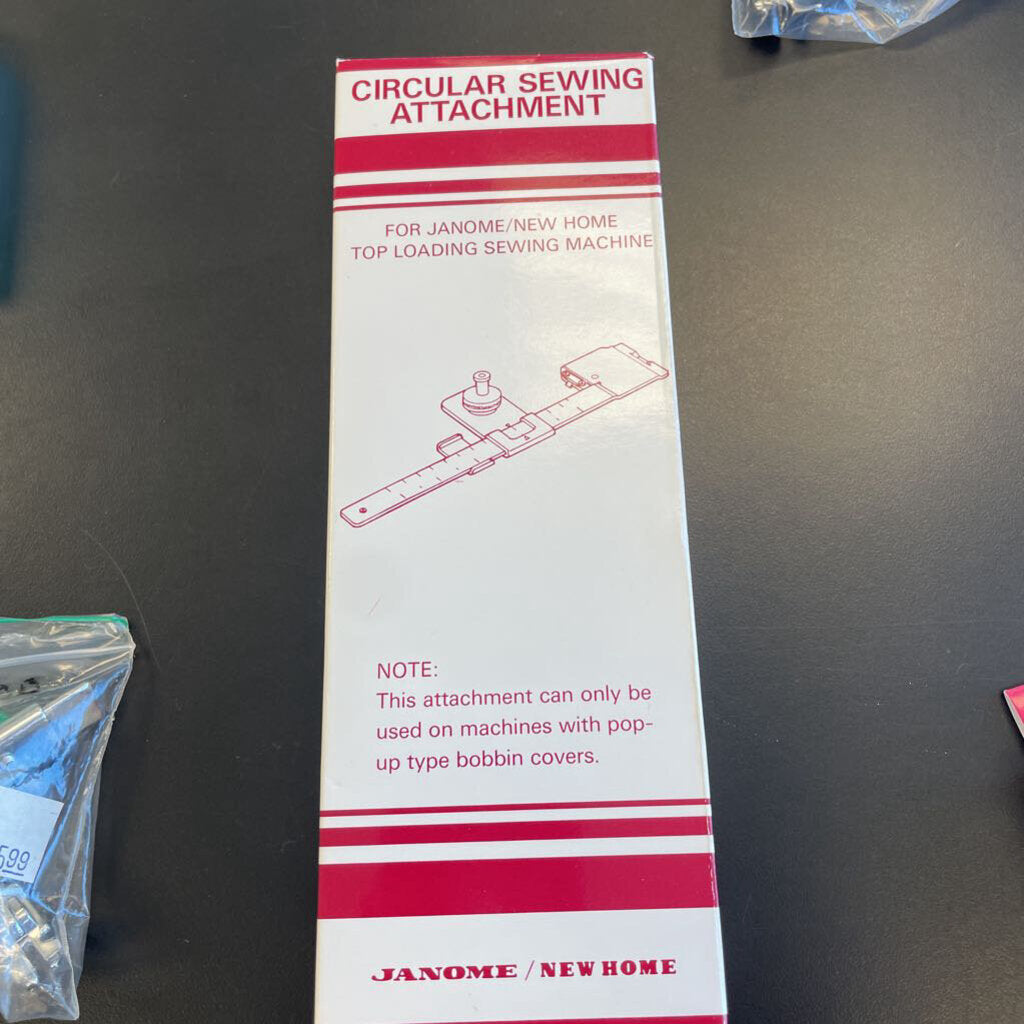 CIRCULAR SEWING
ATTACHMENT
FOR JANOME/NEW HOME
TOP LOADING SEWING MACHINE
NOTE:
This attachment can only be
used on machines with pop-
up type bobbin covers.
JANOME / NEW HOME
599